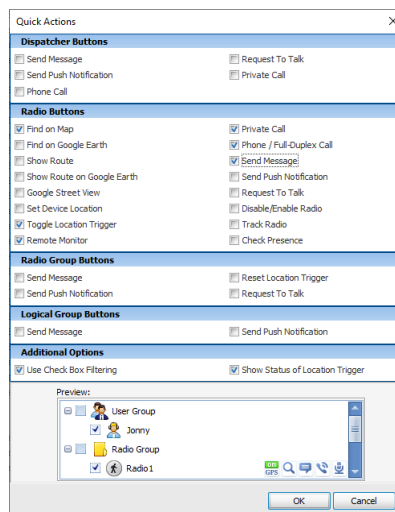 Quick Actions
Dispatcher Buttons
Send Message Request To Talk
Send Push Notification Private Call
Phone Call
Radio Buttons
Find on Map Private Call
Find on Google Earth Phone / Full-Duplex Call
Show Route Send Message
Show Route on Google Earth Send Push Notification
Google Street View Request To Talk
Set Device Location Disable/Enable Radio
Toggle Location Trigger Track Radio
Remote Monitor Check Presence
Radio Group Buttons
Send Message Reset Location Trigger
Send Push Notification Request To Talk
Logical Group Buttons
Send Message Send Push Notification
Additional Options
Use Check Box Filtering Show Status of Location Trigger
Preview:
User Group
Jonny
Radio Group
Radio1 on GPS
OK Cancel